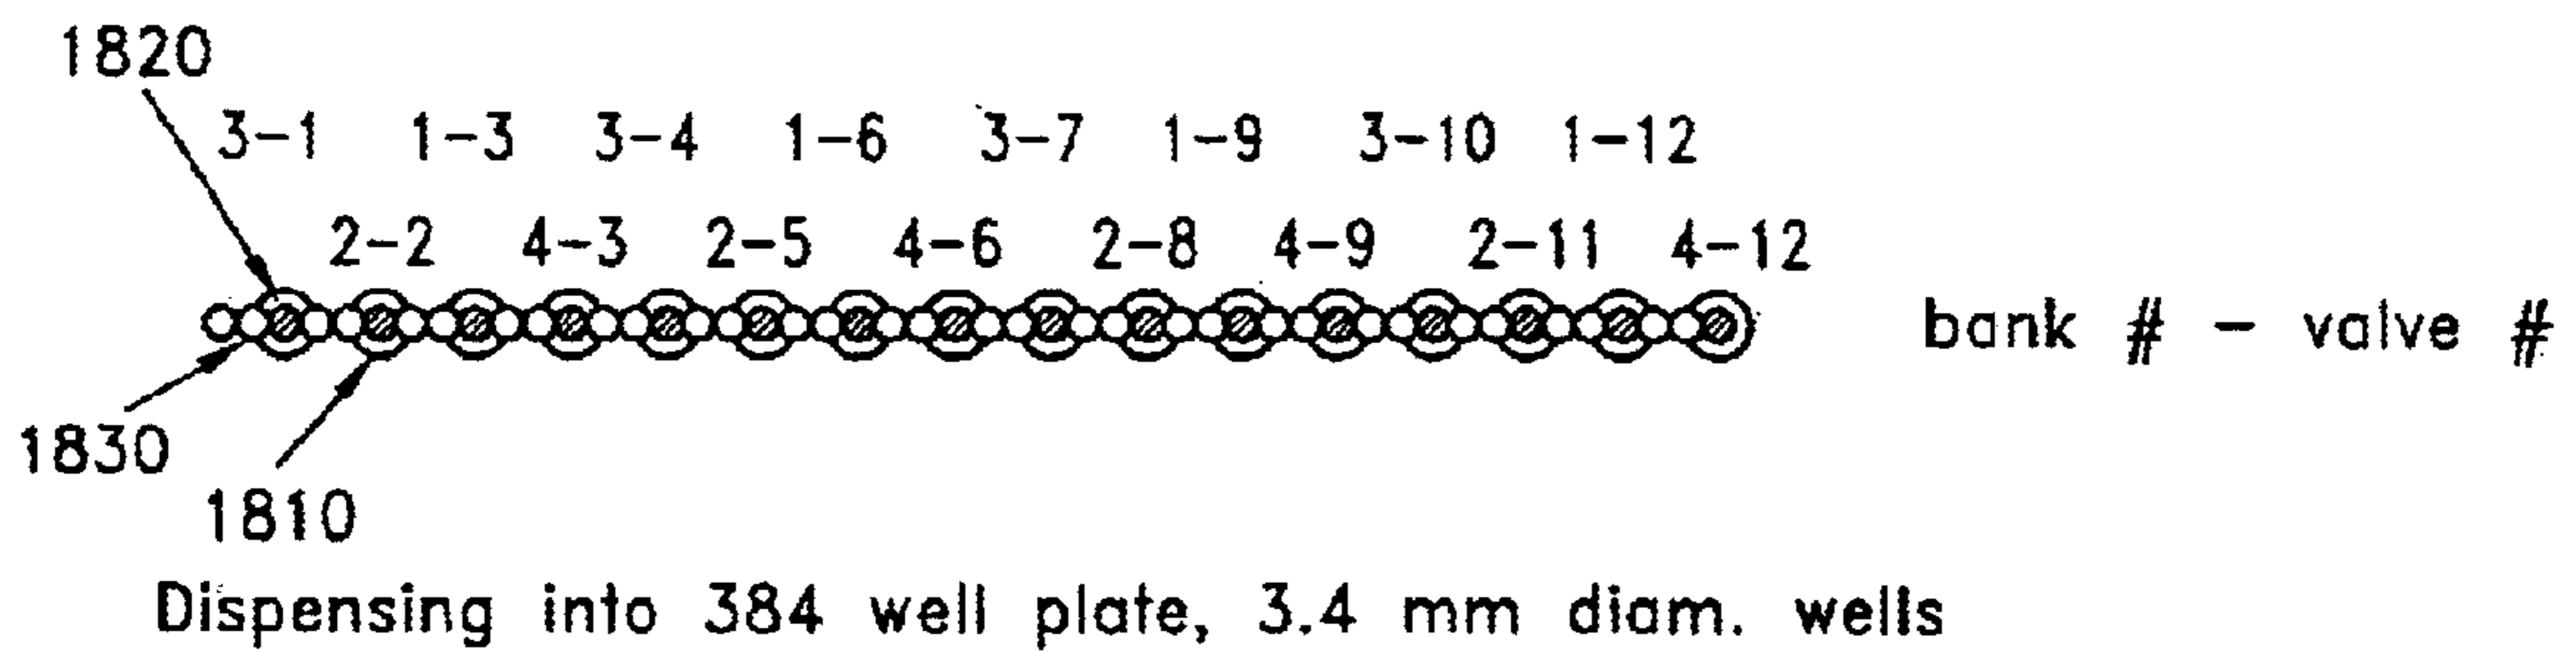 1820
3-1 1-3 3-4 1-6 3-7 1-9 3-10 1-12
2-2 4-3 2-5 4-6 2-8 4-9 2-11 4-12
bank # - valve #
1830
1810
Dispensing into 384 well plate, 3.4 mm diam. wells